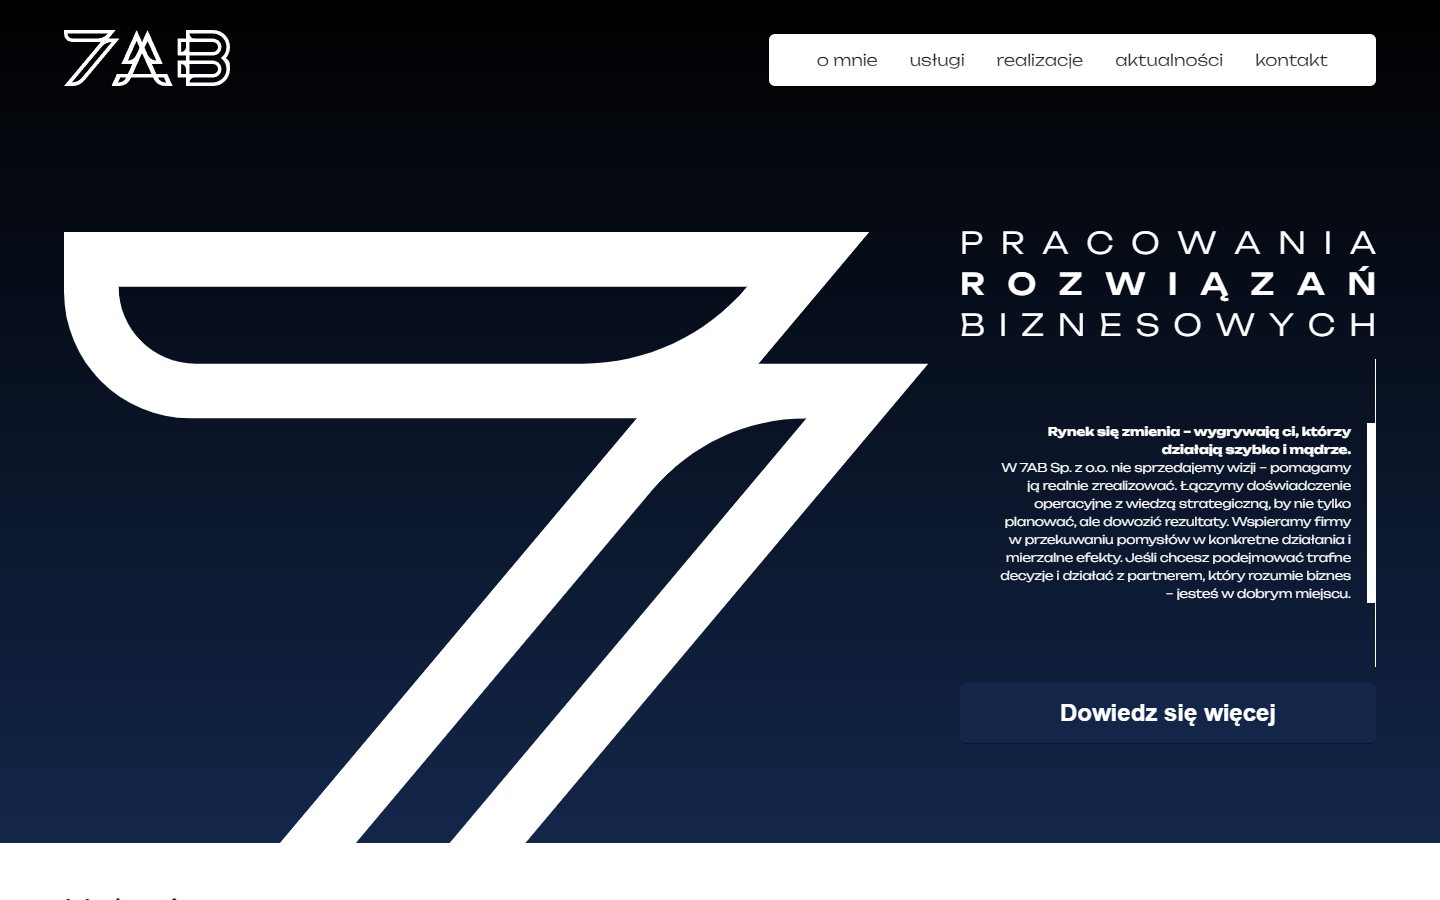 7AB
o mnie usługi realizacje aktualności kontakt
PRACOWANIA
ROZWIĄZAŃ
BIZNESOWYCH
Rynek się zmienia – wygrywają ci, którzy
działają szybko i mądrze.
W 7AB Sp. z o.o. nie sprzedajemy wizji – pomagamy
ją realnie zrealizować. Łączymy doświadczenie
operacyjne z wiedzą strategiczną, by nie tylko
planować, ale dowozić rezultaty. Wspieramy firmy
w przekuwaniu pomysłów w konkretne działania i
mierzalne efekty. Jeśli chcesz podejmować trafne
decyzje i działać z partnerem, który rozumie biznes
– jesteś w dobrym miejscu.
Dowiedz się więcej